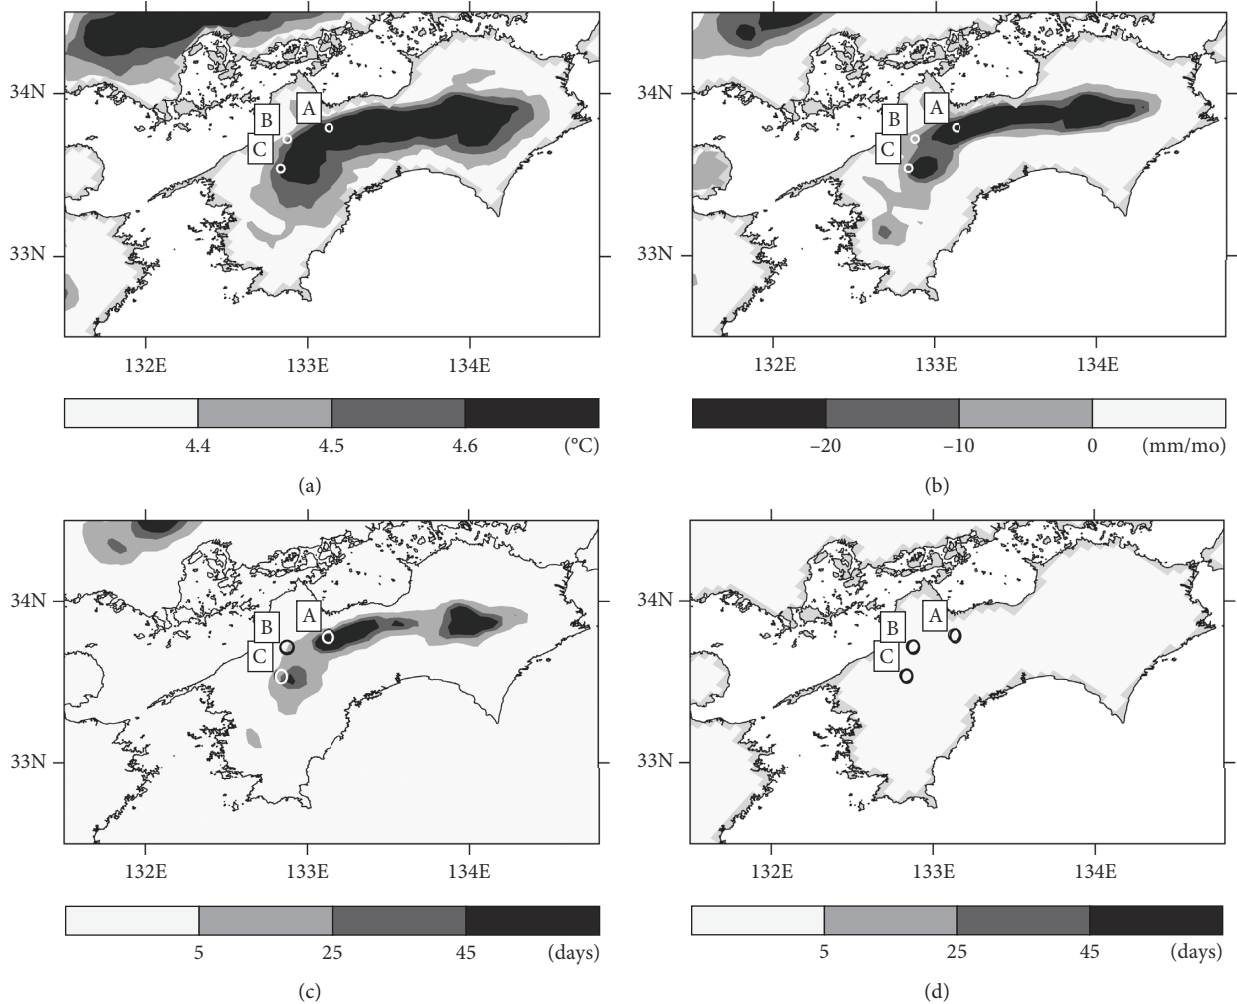 A
B
C
34N
33N
132E
133E
134E
4.4
4.5
4.6
(°C)
(a)
A
B
C
34N
33N
132E
133E
134E
–20
–10
0
(mm/mo)
(b)
A
B
C
34N
33N
132E
133E
134E
5
25
45
(days)
(c)
A
B
C
34N
33N
132E
133E
134E
5
25
45
(days)
(d)